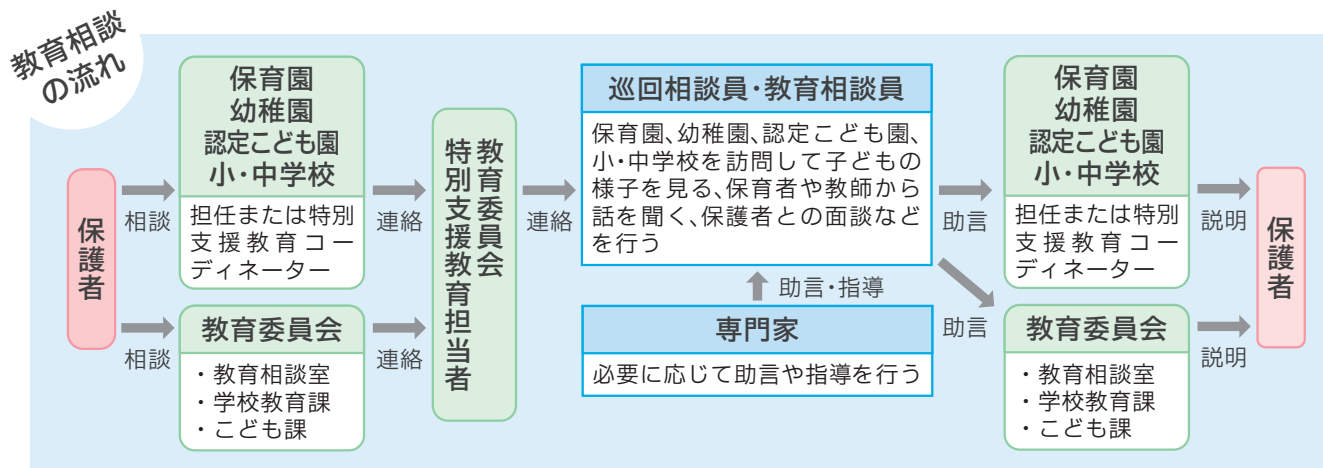 教育相談
の流れ
保護者
相談
相談
保育園
幼稚園
認定こども園
小・中学校
担任または特別
支援教育コー
ディネーター
教育委員会
・教育相談室
・学校教育課
・こども課
連絡
連絡
教育委員会
特別支援教育担当者
連絡
巡回相談員・教育相談員
保育園、幼稚園、認定こども園、
小・中学校を訪問して子どもの
様子を見る、保育者や教師から
話を聞く、保護者との面談など
を行う
助言・指導
専門家
必要に応じて助言や指導を行う
助言
助言
保育園
幼稚園
認定こども園
小・中学校
担任または特別
支援教育コー
ディネーター
教育委員会
・教育相談室
・学校教育課
・こども課
説明
説明
保護者